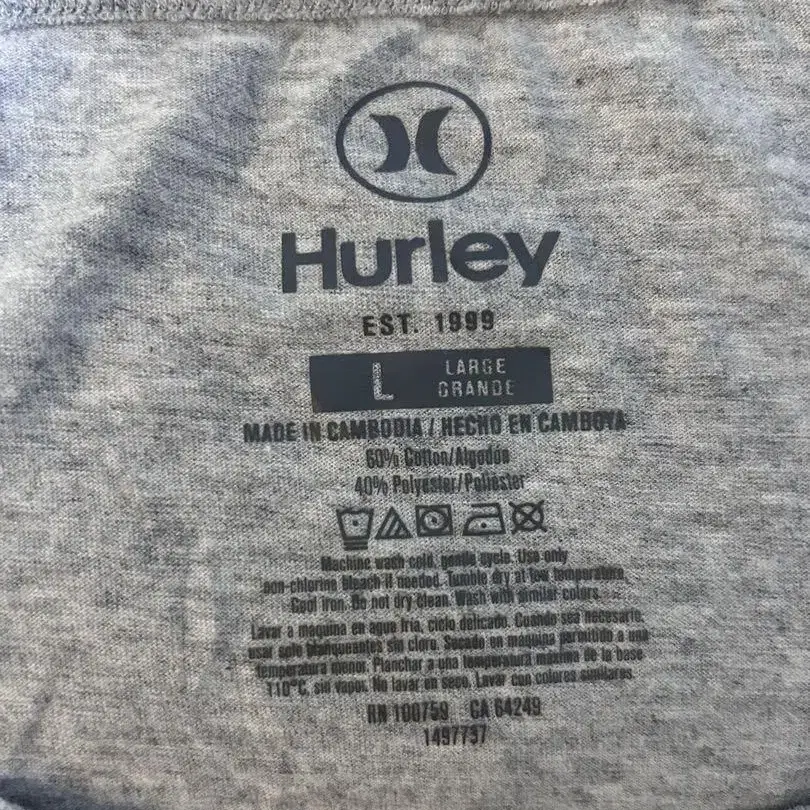 Hurley
EST. 1999
L LARGE
GRANDE
MADE IN CAMBODIA / HECHO EN CAMBOYA
60% Cotton/Algodón
40% Polyester/Poliester
Machine wash cold, gentle cycle. Use only
non-chlorine bleach if needed. Tumble dry at low temperature.
Cool iron. Do not dry clean. Wash with similar colors.
Lavar a maquina en agua fria, ciclo delicado. Cuando sea necesario,
usar solo blanqueantes sin cloro. Secado en maquina permitido a una
temperatura menor. Planchar a una temperatura maxima de la base
110°C, sin vapor. No lavar en seco. Lavar con colores similares.
RN 100759 CA 64249
1497737